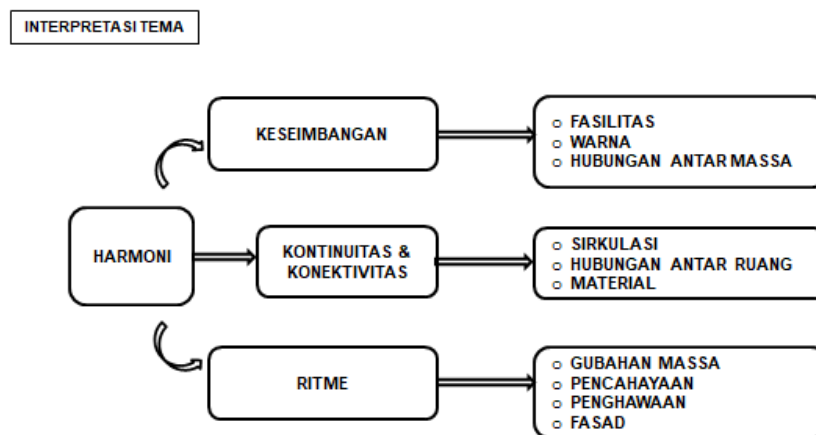 INTERPRETASI TEMA
KESEIMBANGAN
○ FASILITAS
○ WARNA
○ HUBUNGAN ANTAR MASSA
HARMONI
KONTINUITAS &
KONEKTIVITAS
○ SIRKULASI
○ HUBUNGAN ANTAR RUANG
○ MATERIAL
RITME
○ GUBAHAN MASSA
○ PENCAHAYAAN
○ PENGHAWAAN
○ FASAD